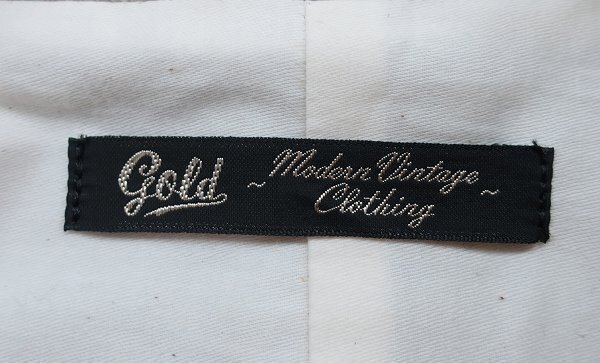 Gold
~ Modern Vintage ~
Clothing